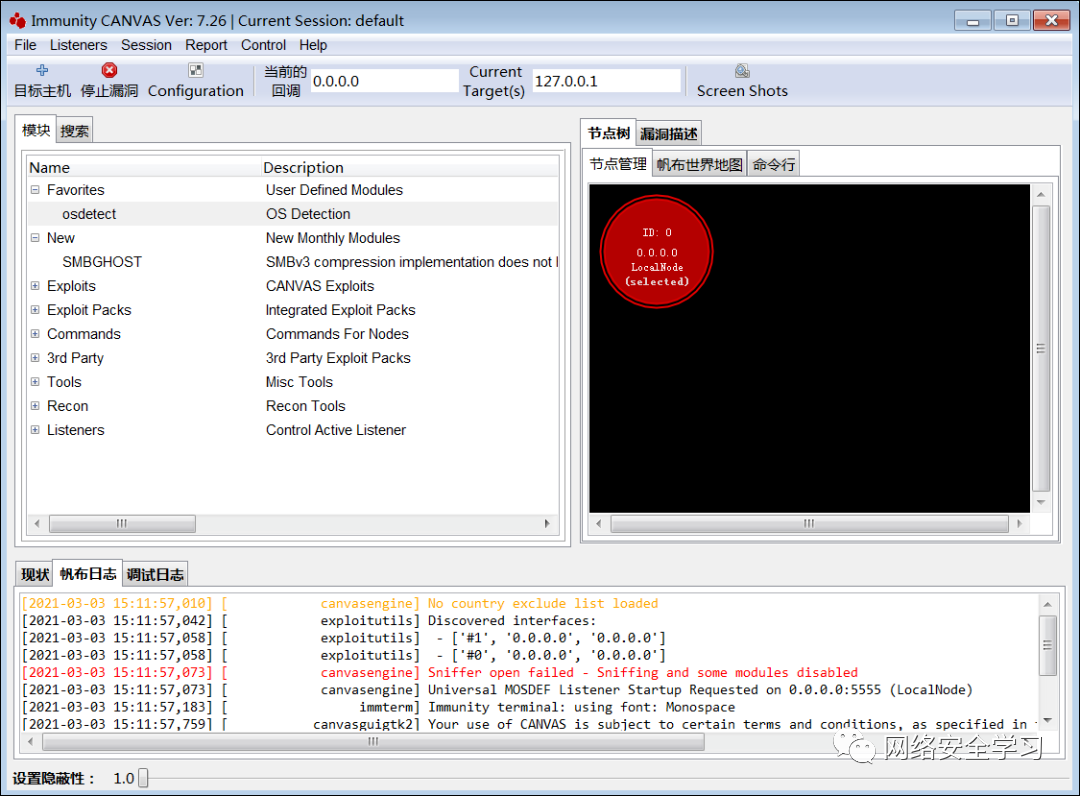 Immunity CANVAS Ver: 7.26 | Current Session: default
File Listeners Session Report Control Help
目标主机 停止漏洞 Configuration 当前的回调 0.0.0.0 Current Target(s) 127.0.0.1 Screen Shots
模块 搜索
Name Description
Favorites User Defined Modules
osdetect OS Detection
New New Monthly Modules
SMBGHOST SMBv3 compression implementation does not
Exploits CANVAS Exploits
Exploit Packs Integrated Exploit Packs
Commands Commands For Nodes
3rd Party 3rd Party Exploit Packs
Tools Misc Tools
Recon Recon Tools
Listeners Control Active Listener
节点树 漏洞描述
节点管理 帆布世界地图 命令行
ID: 0
0.0.0.0
LocalNode
(selected)
现状 帆布日志 调试日志
[2021-03-03 15:11:57,010] [ canvasengine] No country exclude list loaded
[2021-03-03 15:11:57,042] [ exploitutils] Discovered interfaces:
[2021-03-03 15:11:57,058] [ exploitutils] - ['#1', '0.0.0.0', '0.0.0.0']
[2021-03-03 15:11:57,058] [ exploitutils] - ['#0', '0.0.0.0', '0.0.0.0']
[2021-03-03 15:11:57,073] [ canvasengine] Sniffer open failed - Sniffing and some modules disabled
[2021-03-03 15:11:57,073] [ canvasengine] Universal MOSDEF Listener Startup Requested on 0.0.0.0:5555 (LocalNode)
[2021-03-03 15:11:57,183] [ immterm] Immunity terminal: using font: Monospace
[2021-03-03 15:11:57,759] [ canvasguigtk2] Your use of CANVAS is subject to certain terms and conditions, as specified in
网络安全学习
设置隐蔽性： 1.0